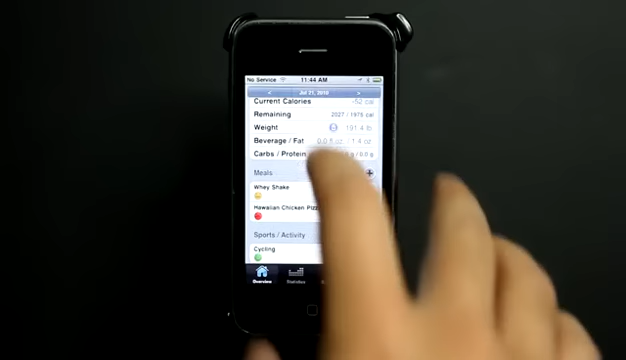 No Service 11:44 AM
< Jul 21, 2010 >
Current Calories -52 cal
Remaining 2027 / 1975 cal
Weight 191.4 lb
Beverage / Fat 0.0 fl oz / 1.4 oz
Carbs / Protein g / 0.0 g
Meals
Whey Shake
Hawaiian Chicken Pizz
Sports / Activity
Cycling
Overview Statistics